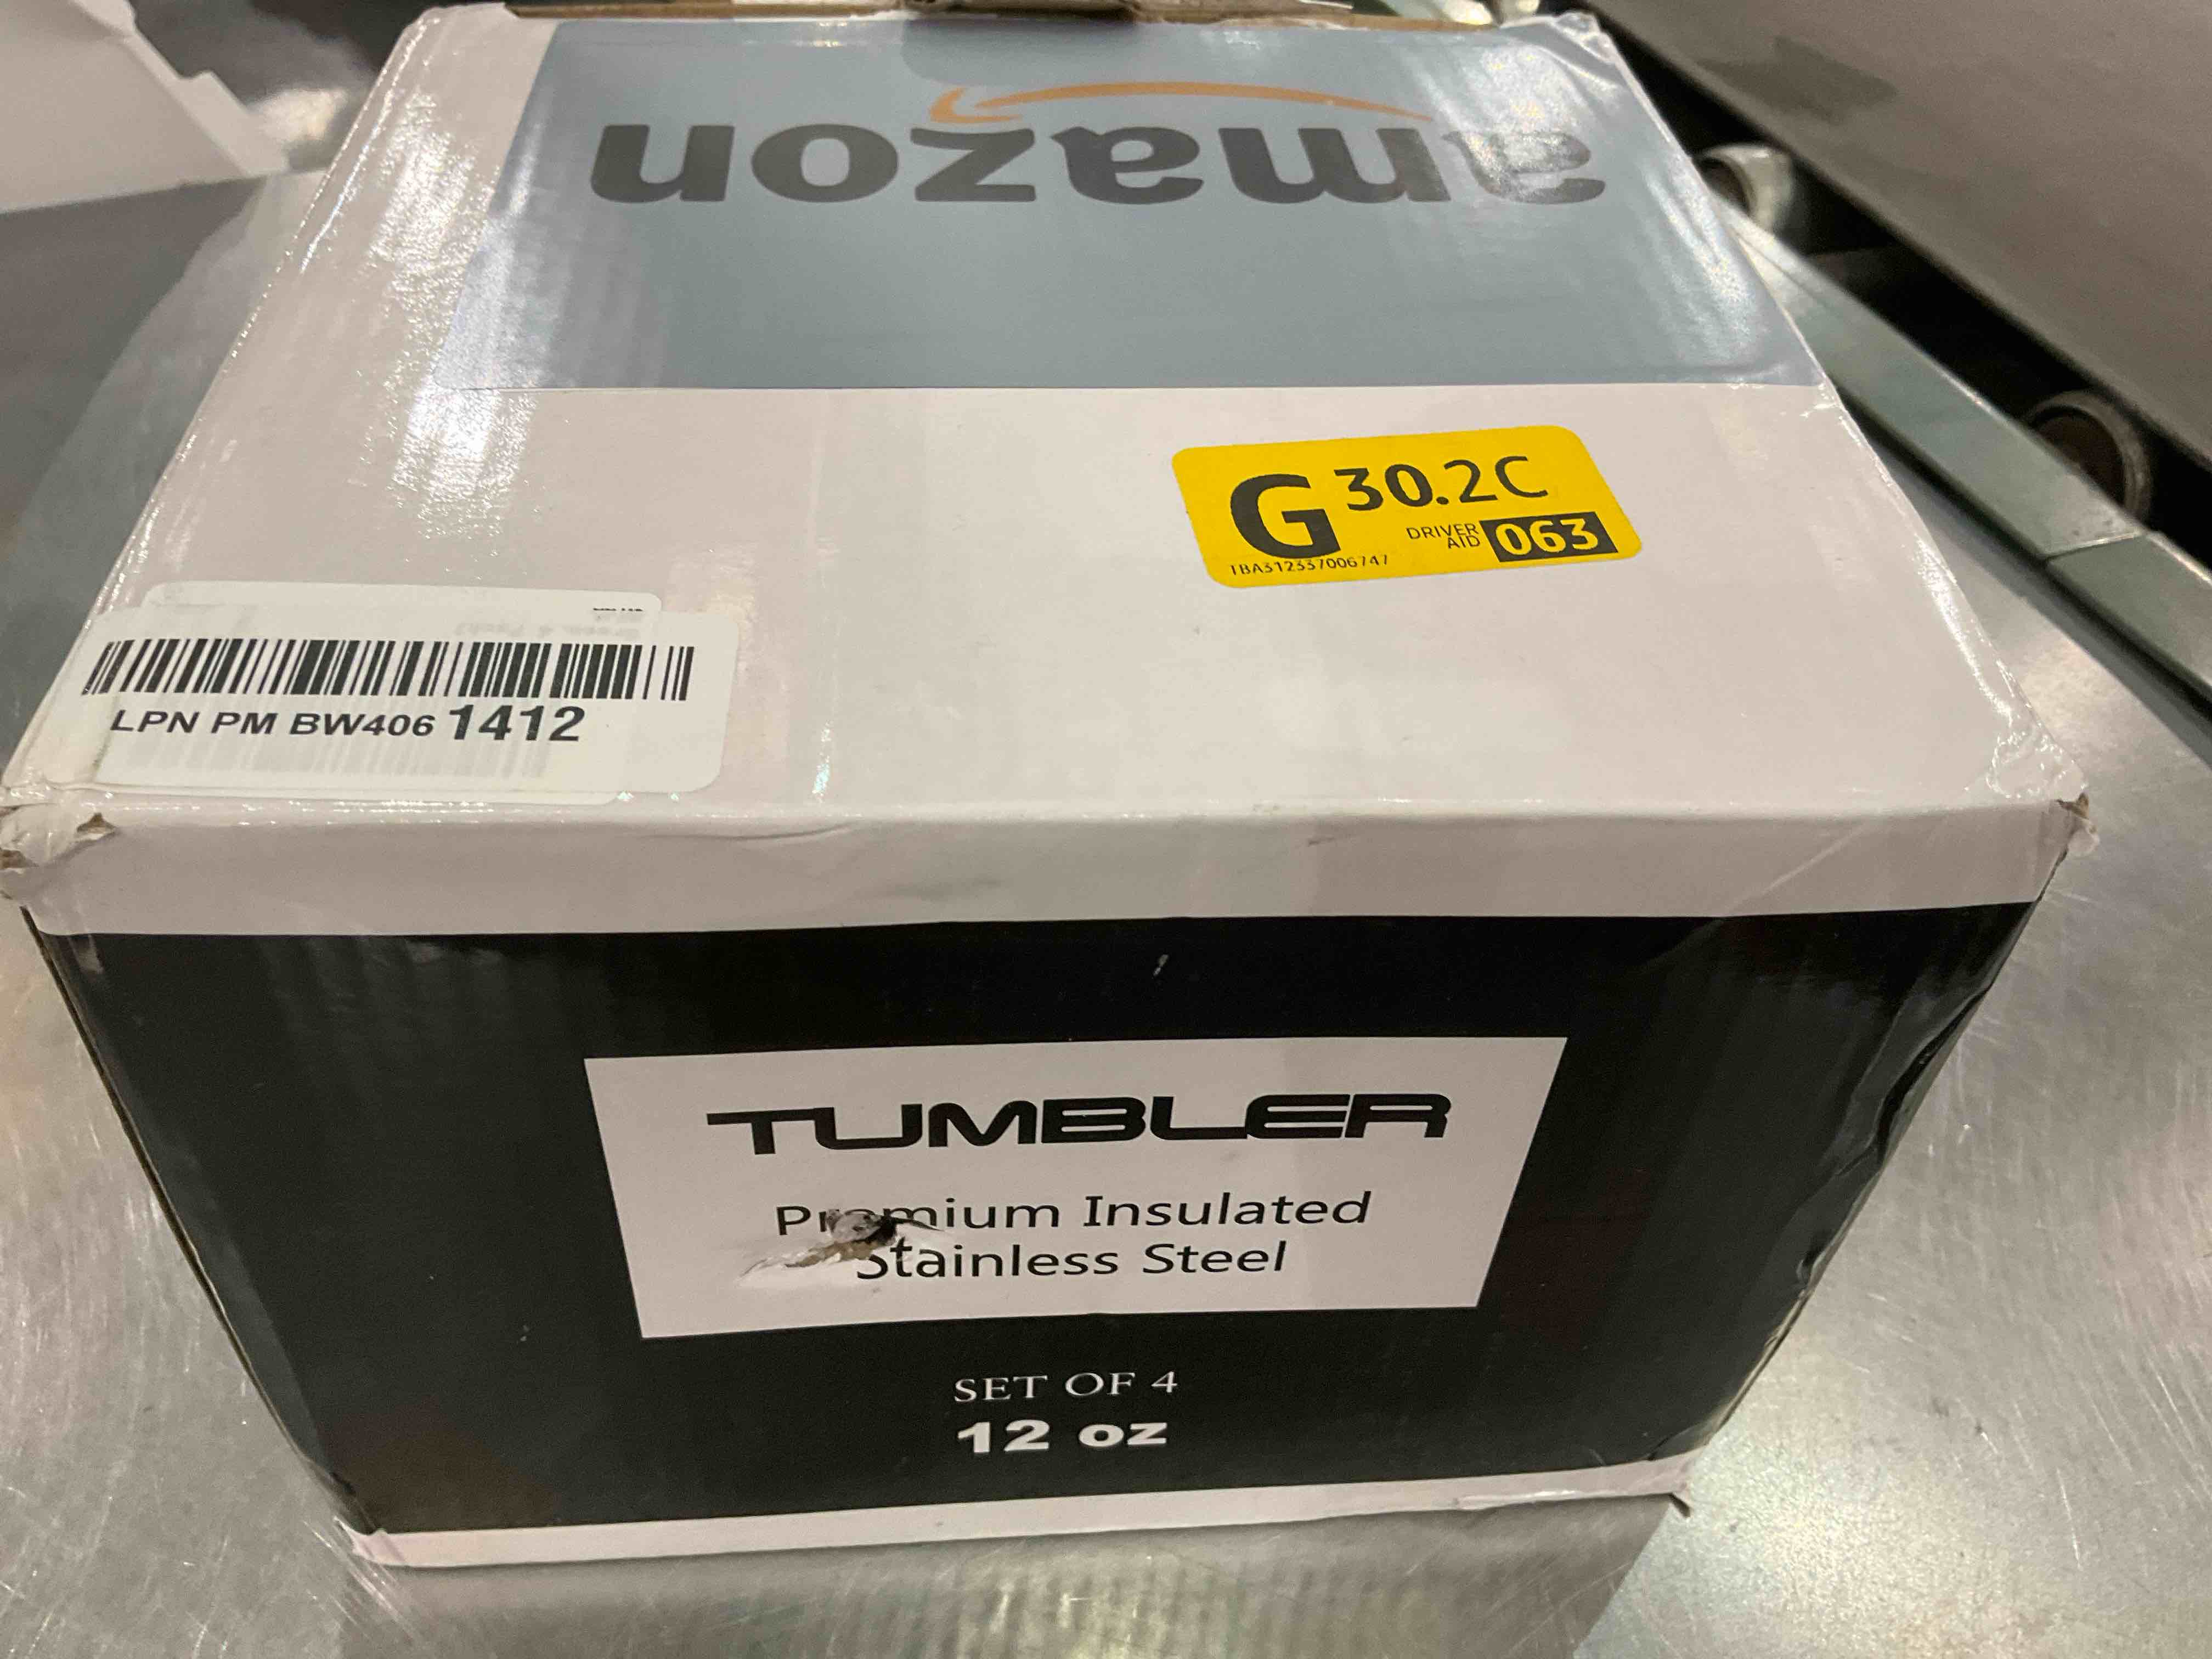 amazon
G 30.2C
DRIVER AID 063
TBA312337006747
LPN PM BW406 1412
TUMBLER
Premium Insulated
Stainless Steel
SET OF 4
12 oz